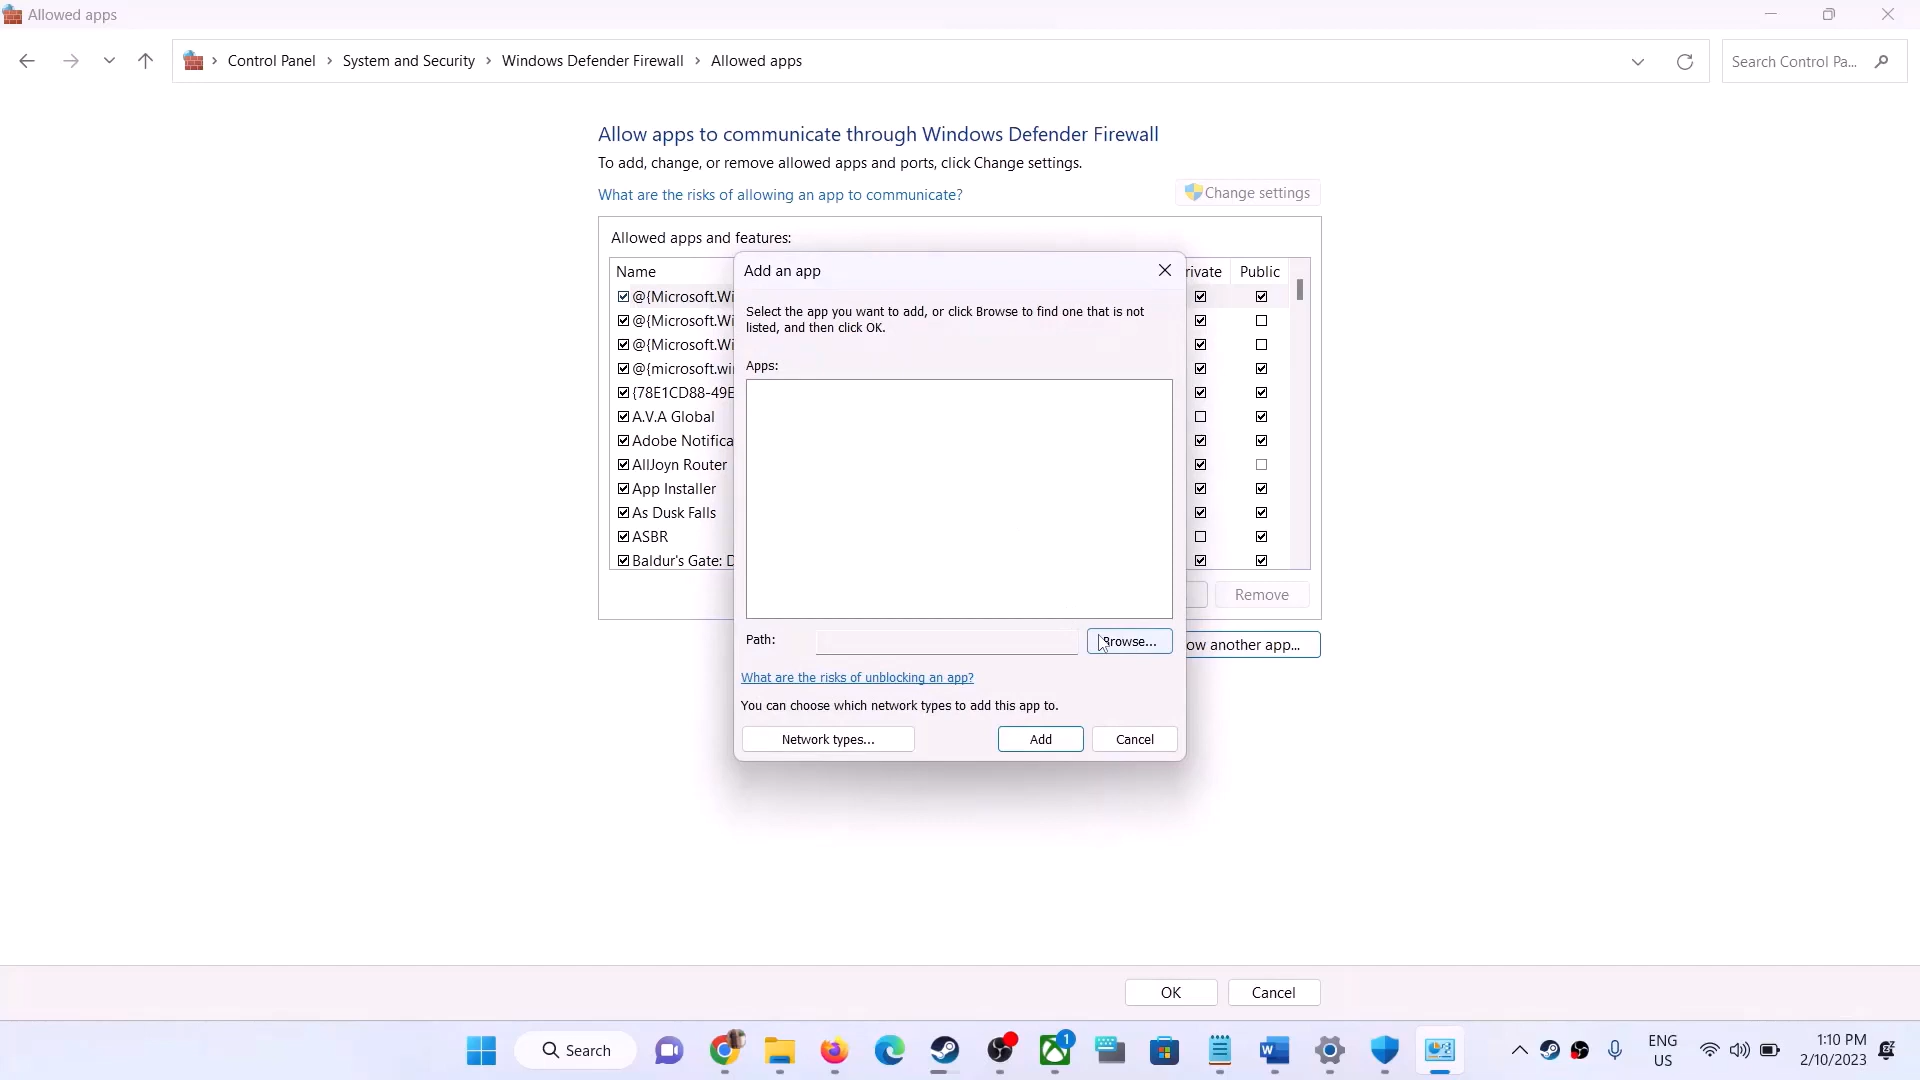 Allowed apps
Control Panel > System and Security > Windows Defender Firewall > Allowed apps
Search Control Pa...
Allow apps to communicate through Windows Defender Firewall
To add, change, or remove allowed apps and ports, click Change settings.
What are the risks of allowing an app to communicate?
Change settings
Allowed apps and features:
Name
rivate Public
@{Microsoft.Wi
@{Microsoft.Wi
@{Microsoft.Wi
@{microsoft.wi
{78E1CD88-49E
A.V.A Global
Adobe Notifica
AllJoyn Router
App Installer
As Dusk Falls
ASBR
Baldur's Gate: D
Remove
ow another app...
Add an app
Select the app you want to add, or click Browse to find one that is not
listed, and then click OK.
Apps:
Path:
Browse...
What are the risks of unblocking an app?
You can choose which network types to add this app to.
Network types...
Add
Cancel
OK
Cancel
Search
1
ENG
US
1:10 PM
2/10/2023